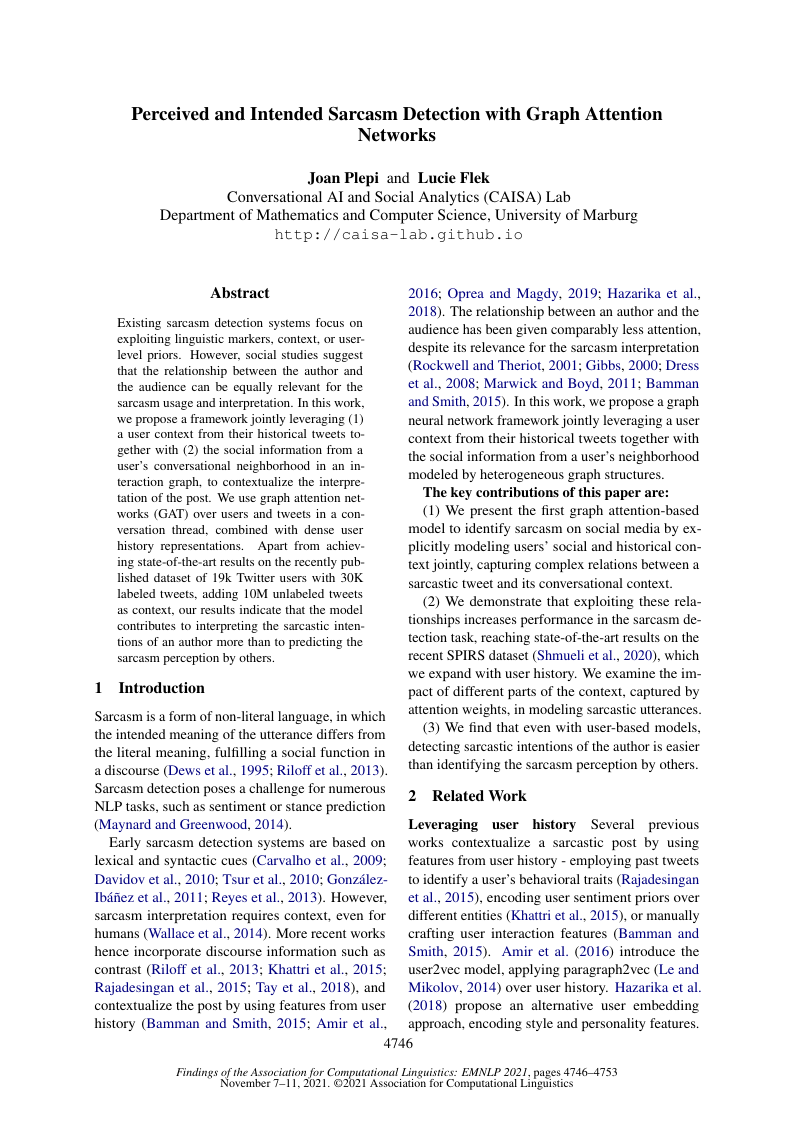 Perceived and Intended Sarcasm Detection with Graph Attention
Networks
Joan Plepi and Lucie Flek
Conversational AI and Social Analytics (CAISA) Lab
Department of Mathematics and Computer Science, University of Marburg
http://caisa-lab.github.io
Abstract
Existing sarcasm detection systems focus on
exploiting linguistic markers, context, or user-
level priors. However, social studies suggest
that the relationship between the author and
the audience can be equally relevant for the
sarcasm usage and interpretation. In this work,
we propose a framework jointly leveraging (1)
a user context from their historical tweets to-
gether with (2) the social information from a
user's conversational neighborhood in an in-
teraction graph, to contextualize the interpre-
tation of the post. We use graph attention net-
works (GAT) over users and tweets in a con-
versation thread, combined with dense user
history representations. Apart from achiev-
ing state-of-the-art results on the recently pub-
lished dataset of 19k Twitter users with 30K
labeled tweets, adding 10M unlabeled tweets
as context, our results indicate that the model
contributes to interpreting the sarcastic inten-
tions of an author more than to predicting the
sarcasm perception by others.
1 Introduction
Sarcasm is a form of non-literal language, in which
the intended meaning of the utterance differs from
the literal meaning, fulfilling a social function in
a discourse (Dews et al., 1995; Riloff et al., 2013).
Sarcasm detection poses a challenge for numerous
NLP tasks, such as sentiment or stance prediction
(Maynard and Greenwood, 2014).
Early sarcasm detection systems are based on
lexical and syntactic cues (Carvalho et al., 2009;
Davidov et al., 2010; Tsur et al., 2010; González-
Ibáñez et al., 2011; Reyes et al., 2013). However,
sarcasm interpretation requires context, even for
humans (Wallace et al., 2014). More recent works
hence incorporate discourse information such as
contrast (Riloff et al., 2013; Khattri et al., 2015;
Rajadesingan et al., 2015; Tay et al., 2018), and
contextualize the post by using features from user
history (Bamman and Smith, 2015; Amir et al.,
2016; Oprea and Magdy, 2019; Hazarika et al.,
2018). The relationship between an author and the
audience has been given comparably less attention,
despite its relevance for the sarcasm interpretation
(Rockwell and Theriot, 2001; Gibbs, 2000; Dress
et al., 2008; Marwick and Boyd, 2011; Bamman
and Smith, 2015). In this work, we propose a graph
neural network framework jointly leveraging a user
context from their historical tweets together with
the social information from a user's neighborhood
modeled by heterogeneous graph structures.
The key contributions of this paper are:
(1) We present the first graph attention-based
model to identify sarcasm on social media by ex-
plicitly modeling users' social and historical con-
text jointly, capturing complex relations between a
sarcastic tweet and its conversational context.
(2) We demonstrate that exploiting these rela-
tionships increases performance in the sarcasm de-
tection task, reaching state-of-the-art results on the
recent SPIRS dataset (Shmueli et al., 2020), which
we expand with user history. We examine the im-
pact of different parts of the context, captured by
attention weights, in modeling sarcastic utterances.
(3) We find that even with user-based models,
detecting sarcastic intentions of the author is easier
than identifying the sarcasm perception by others.
2 Related Work
Leveraging user history Several previous
works contextualize a sarcastic post by using
features from user history - employing past tweets
to identify a user's behavioral traits (Rajadesingan
et al., 2015), encoding user sentiment priors over
different entities (Khattri et al., 2015), or manually
crafting user interaction features (Bamman and
Smith, 2015). Amir et al. (2016) introduce the
user2vec model, applying paragraph2vec (Le and
Mikolov, 2014) over user history. Hazarika et al.
(2018) propose an alternative user embedding
approach, encoding style and personality features.
4746
Findings of the Association for Computational Linguistics: EMNLP 2021, pages 4746–4753
November 7–11, 2021. ©2021 Association for Computational Linguistics